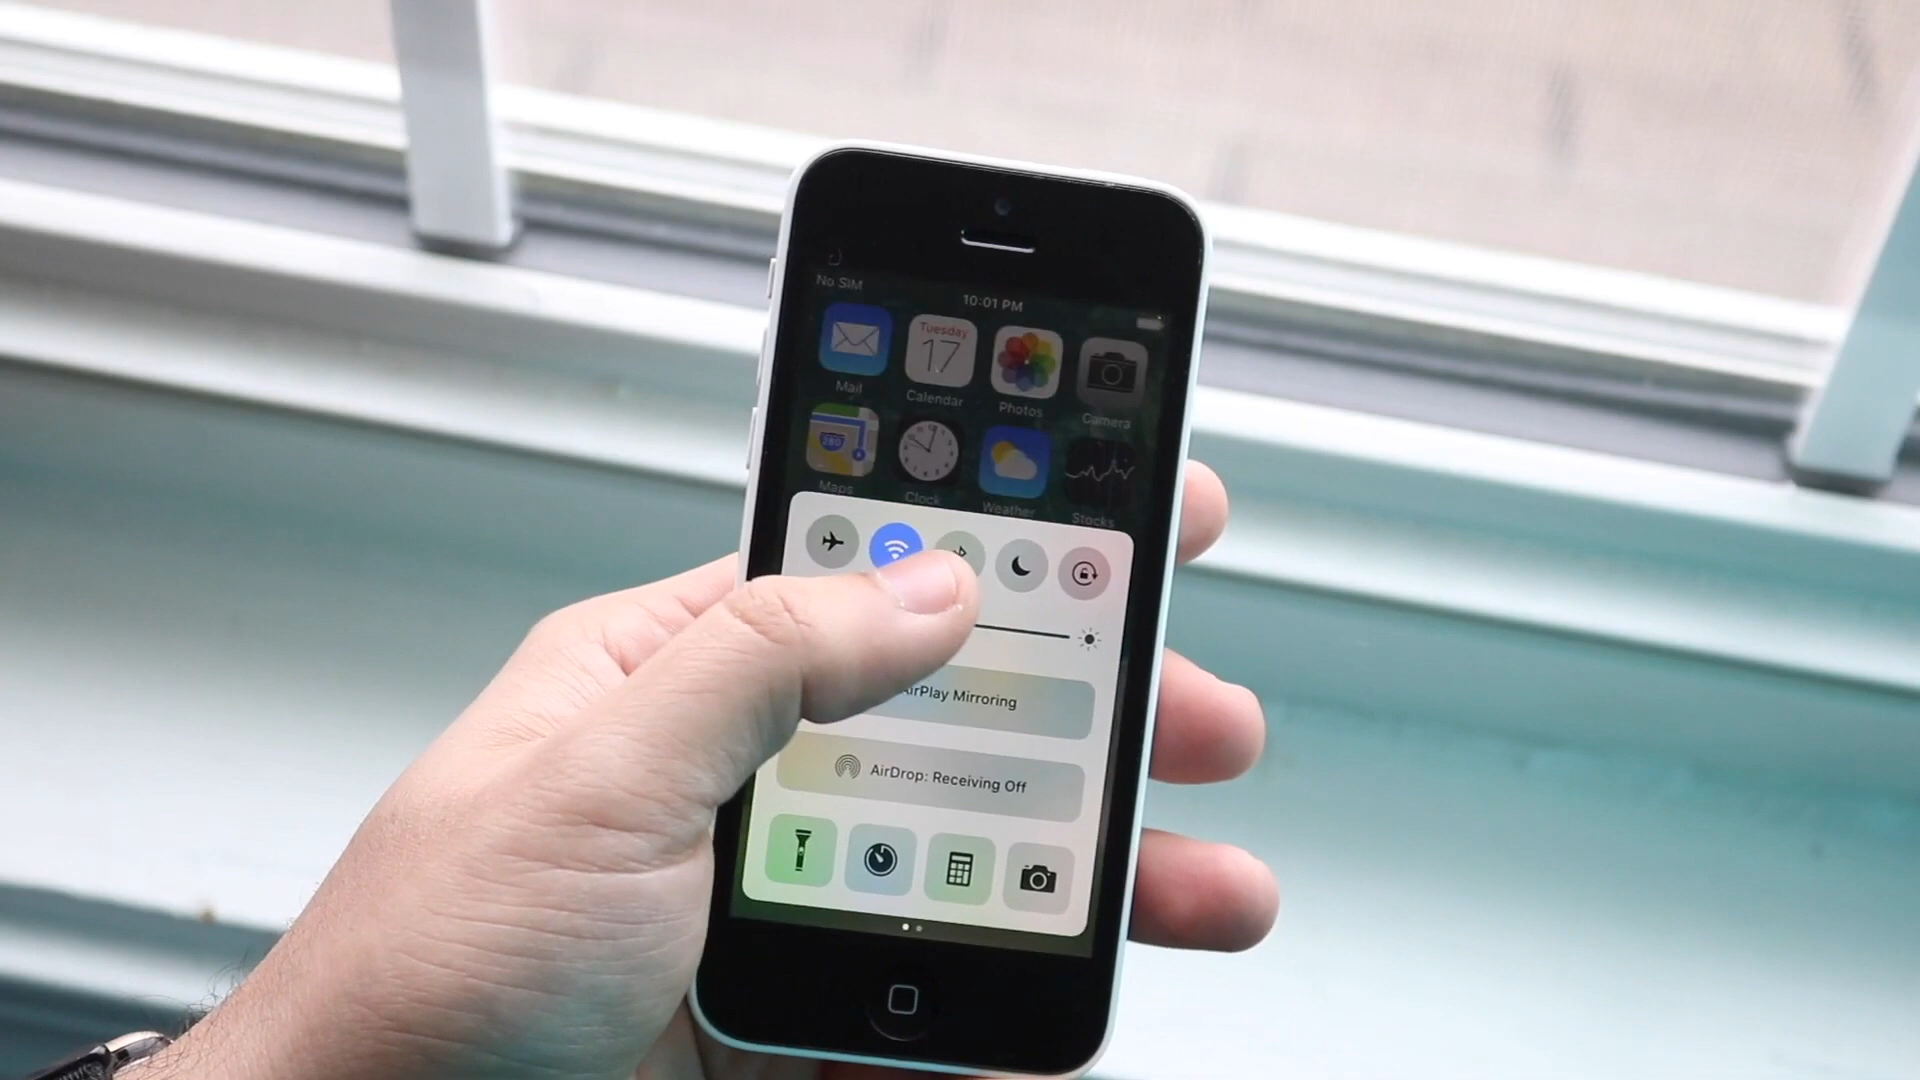 No SIM
10:01 PM
Tuesday
17
Mail
Calendar
Photos
Camera
280
Maps
Clock
Weather
Stocks
AirPlay Mirroring
AirDrop: Receiving Off